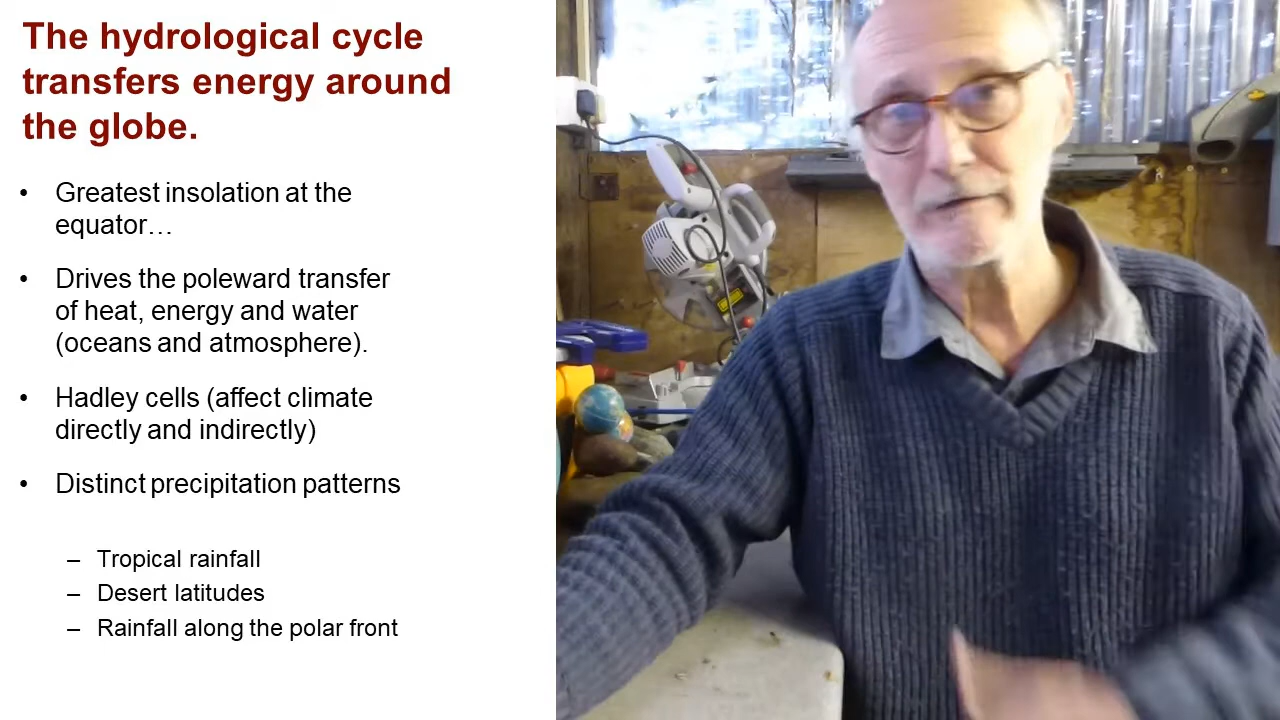 The hydrological cycle
transfers energy around
the globe.
• Greatest insolation at the
equator…
• Drives the poleward transfer
of heat, energy and water
(oceans and atmosphere).
• Hadley cells (affect climate
directly and indirectly)
• Distinct precipitation patterns
– Tropical rainfall
– Desert latitudes
– Rainfall along the polar front